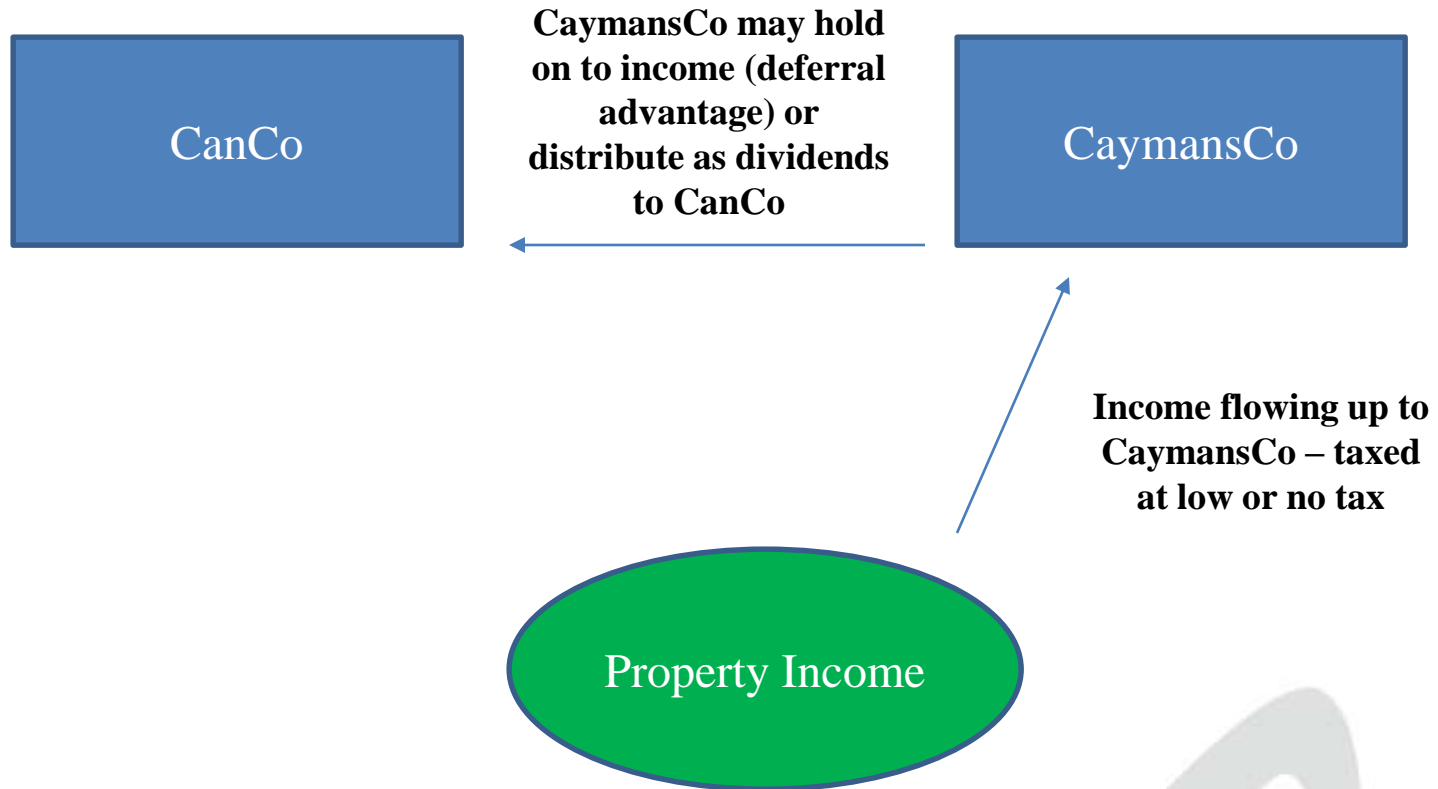 CaymansCo may hold
on to income (deferral
advantage) or
distribute as dividends
to CanCo
CanCo
CaymansCo
Income flowing up to
CaymansCo – taxed
at low or no tax
Property Income